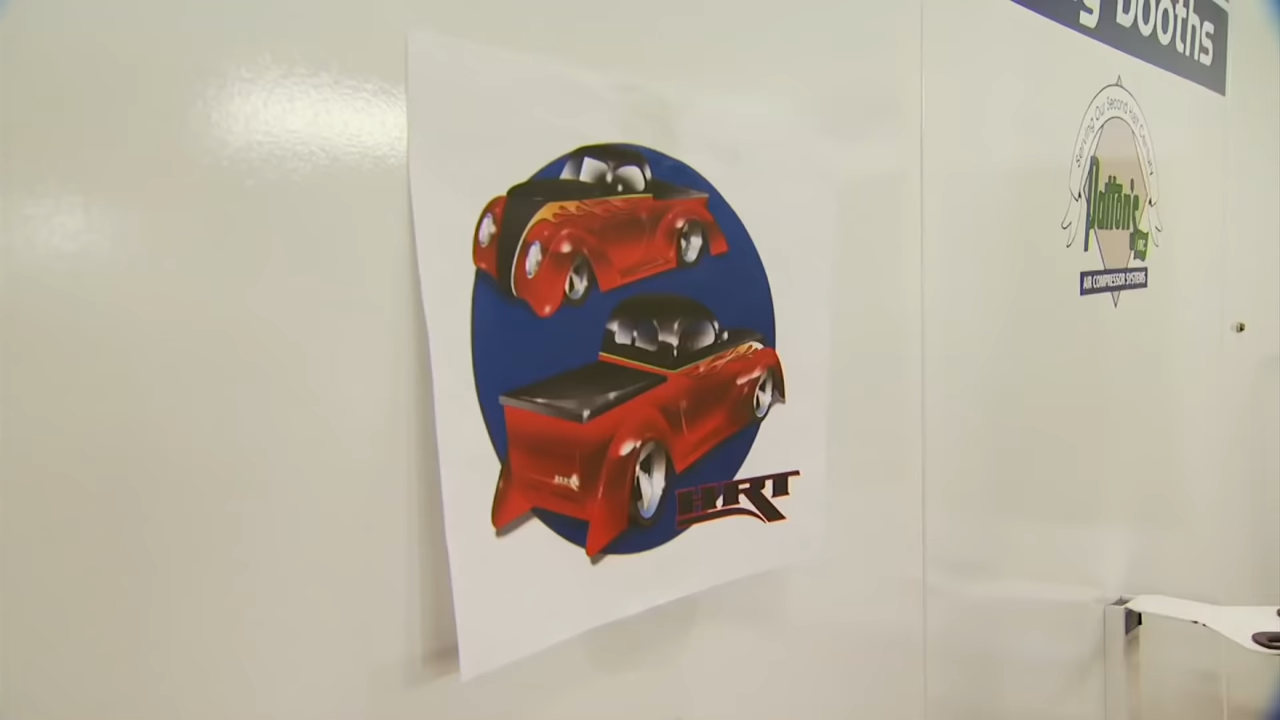 Booths
Serving Our Second Half Century
Patton's
INC.
AIR COMPRESSOR SYSTEMS
HRT